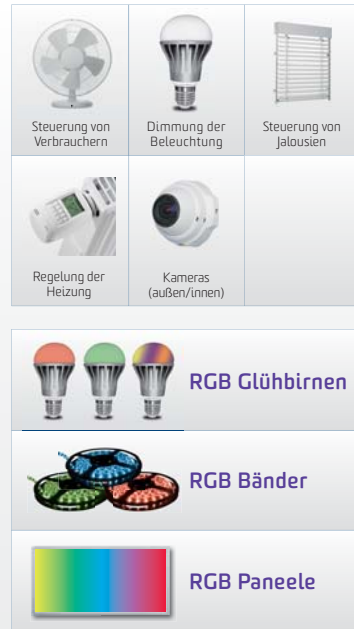 Steuerung von
Verbrauchern
Dimmung der
Beleuchtung
Steuerung von
Jalousien
Regelung der
Heizung
Kameras
(außen/innen)
RGB Glühbirnen
RGB Bänder
RGB Paneele